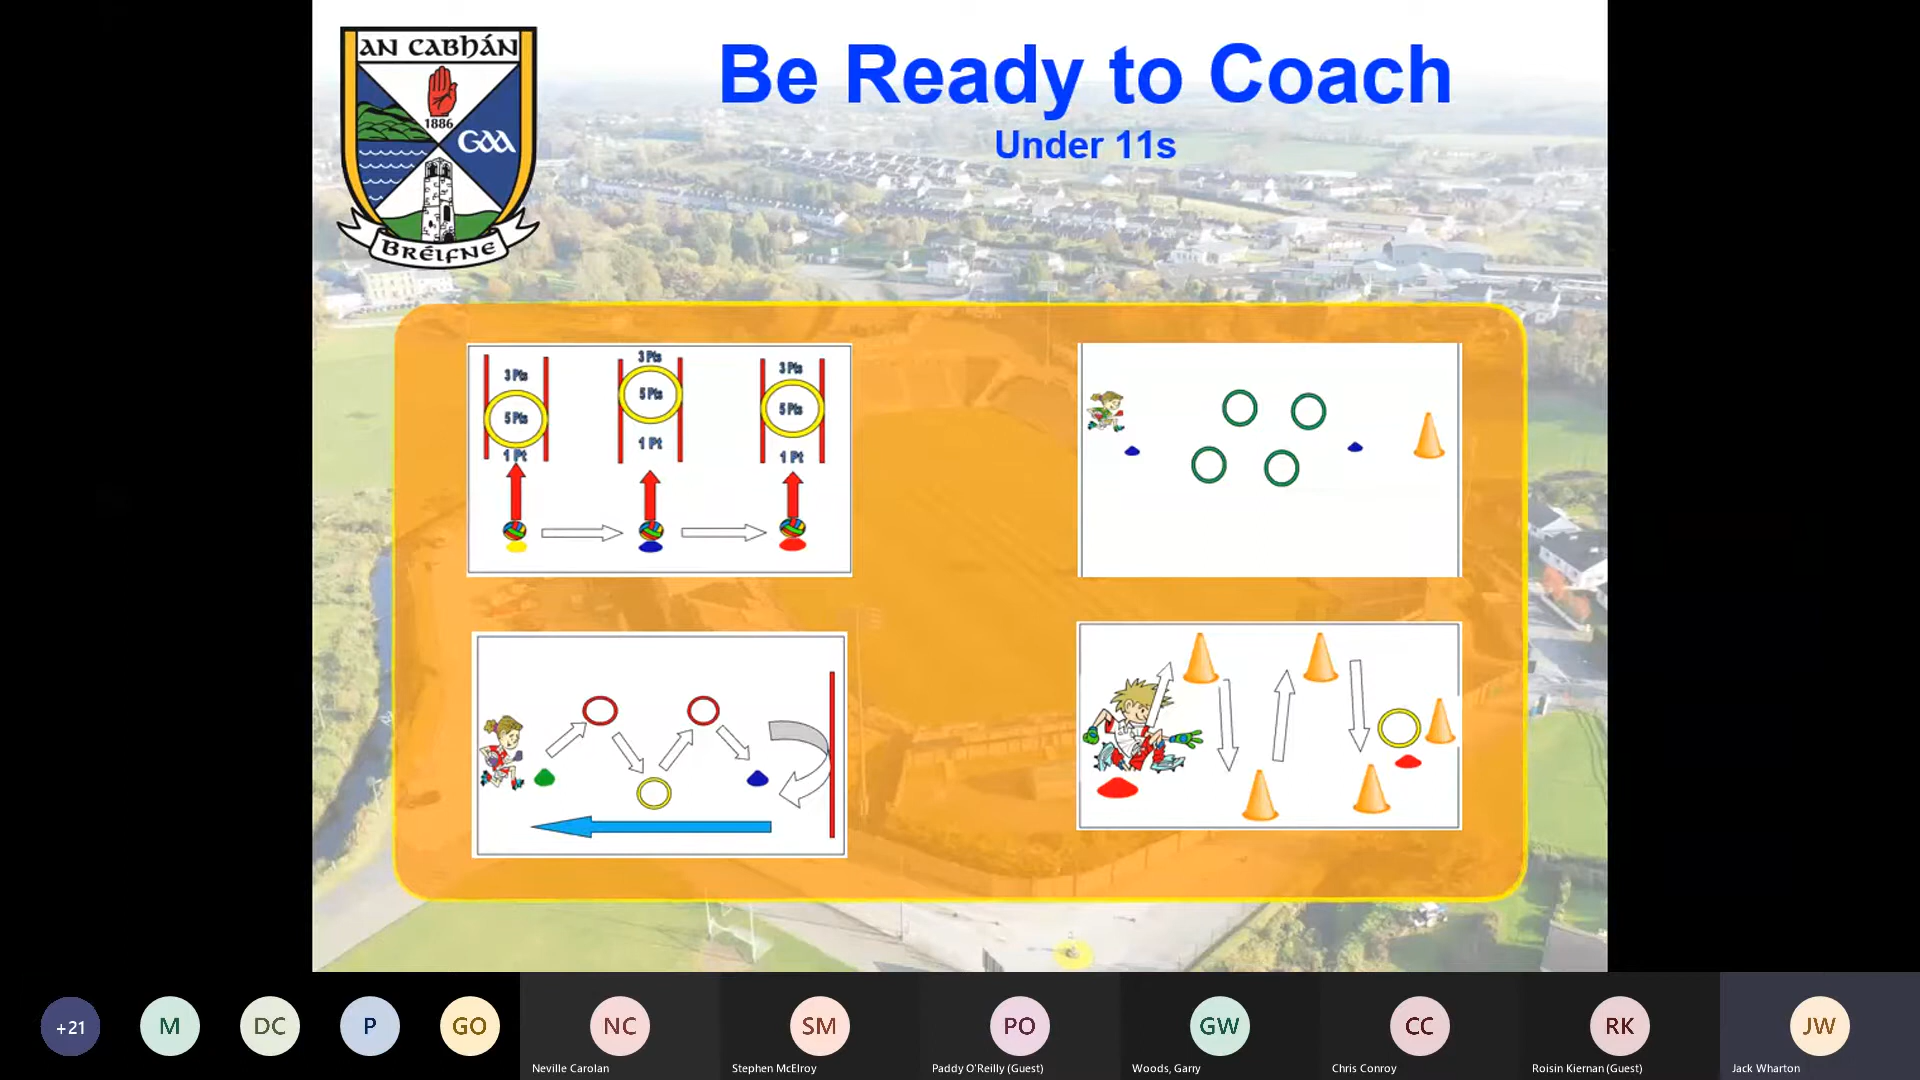 AN CABHÁN
1886
GAA
BRÉIFNE
Be Ready to Coach
Under 11s
3 Pts
5 Pts
1 Pt
3 Pts
5 Pts
1 Pt
3 Pts
5 Pts
1 Pt
+21
M
DC
P
GO
NC
SM
PO
GW
CC
RK
JW
Neville Carolan
Stephen McElroy
Paddy O'Reilly (Guest)
Woods, Garry
Chris Conroy
Roisin Kiernan (Guest)
Jack Wharton